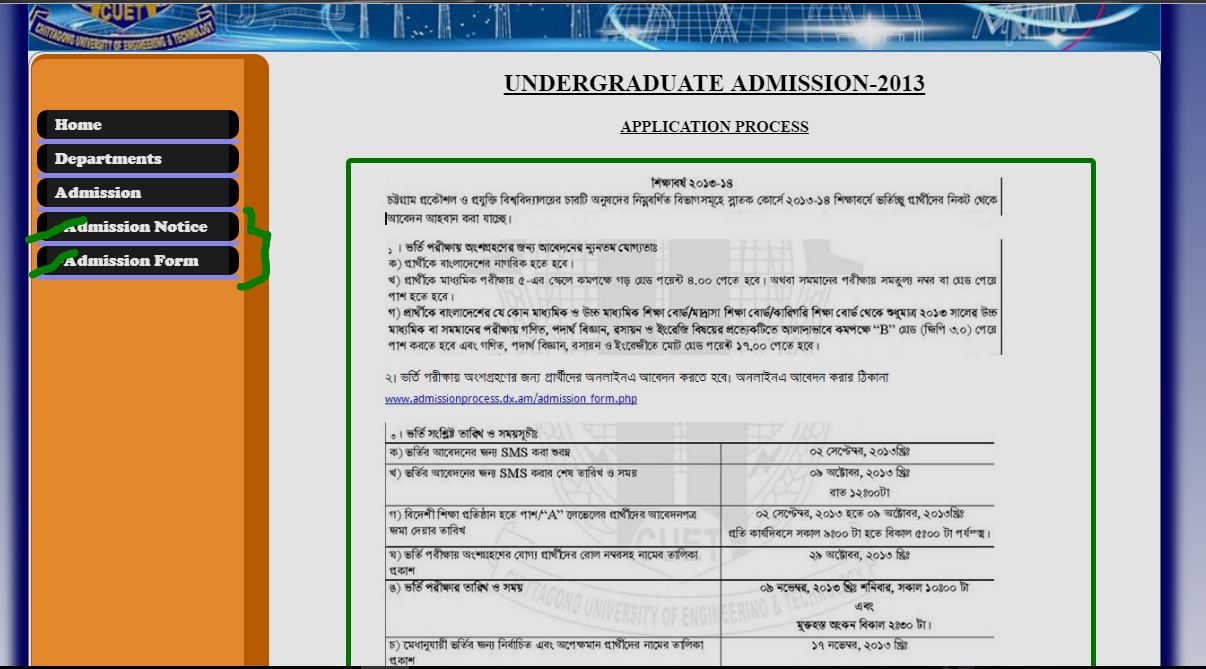 CUET
CHITTAGONG UNIVERSITY OF ENGINEERING & TECHNOLOGY
Home
Departments
Admission
Admission Notice
Admission Form
UNDERGRADUATE ADMISSION-2013
APPLICATION PROCESS
শিক্ষাবর্ষ ২০১৩-১৪
চট্টগ্রাম প্রকৌশল ও প্রযুক্তি বিশ্ববিদ্যালয়ের চারটি অনুষদের নিম্নবর্ণিত বিভাগসমূহে স্নাতক কোর্সে ২০১৩-১৪ শিক্ষাবর্ষে ভর্তিচ্ছু প্রার্থীদের নিকট থেকে
আবেদন আহবান করা যাচ্ছে।
১। ভর্তি পরীক্ষায় অংশগ্রহণের জন্য আবেদনের ন্যুনতম যোগ্যতাঃ
ক) প্রার্থীকে বাংলাদেশের নাগরিক হতে হবে।
খ) প্রার্থীকে মাধ্যমিক পরীক্ষায় ৫-এর স্কেলে কমপক্ষে গড় গ্রেড পয়েন্ট ৪.০০ পেতে হবে। অথবা সমমানের পরীক্ষায় সমতুল্য নম্বর বা গ্রেড পেয়ে
পাশ হতে হবে।
গ) প্রার্থীকে বাংলাদেশের যে কোন মাধ্যমিক ও উচ্চ মাধ্যমিক শিক্ষা বোর্ড/মাদ্রাসা শিক্ষা বোর্ড/কারিগরি শিক্ষা বোর্ড থেকে শুধুমাত্র ২০১৩ সালের উচ্চ
মাধ্যমিক বা সমমানের পরীক্ষায় গণিত, পদার্থ বিজ্ঞান, রসায়ন ও ইংরেজি বিষয়ের প্রত্যেকটিতে আলাদাভাবে কমপক্ষে “B” গ্রেড (জিপি ৩.০) পেয়ে
পাশ করতে হবে এবং গণিত, পদার্থ বিজ্ঞান, রসায়ন ও ইংরেজীতে মোট গ্রেড পয়েন্ট ১৭.০০ পেতে হবে।
২। ভর্তি পরীক্ষায় অংশগ্রহণের জন্য প্রার্থীদের অনলাইনএ আবেদন করতে হবে। অনলাইনএ আবেদন করার ঠিকানা
www.admissionprocess.dx.am/admission_form.php
৩। ভর্তি সংশ্লিষ্ট তারিখ ও সময়সূচীঃ
ক) ভর্তির আবেদনের জন্য SMS করা শুরু
০২ সেপ্টেম্বর, ২০১৩খ্রিঃ
খ) ভর্তির আবেদনের জন্য SMS করার শেষ তারিখ ও সময়
০৯ অক্টোবর, ২০১৩ খ্রিঃ
রাত ১২ঃ০০টা
গ) বিদেশী শিক্ষা প্রতিষ্ঠান হতে পাশ/“A” লেভেলের প্রার্থীদের আবেদনপত্র
জমা দেয়ার তারিখ
০২ সেপ্টেম্বর, ২০১৩ হতে ০৯ অক্টোবর, ২০১৩খ্রিঃ
প্রতি কার্যদিবসে সকাল ৯ঃ০০ টা হতে বিকাল ৫ঃ০০ টা পর্যন্ত।
ঘ) ভর্তি পরীক্ষায় অংশগ্রহণের যোগ্য প্রার্থীদের রোল নম্বরসহ নামের তালিকা
প্রকাশ
২৯ অক্টোবর, ২০১৩ খ্রিঃ
ঙ) ভর্তি পরীক্ষার তারিখ ও সময়
০৯ নভেম্বর, ২০১৩ খ্রিঃ শনিবার, সকাল ১০ঃ০০ টা
এবং
মুক্তহস্ত অংকন বিকাল ২ঃ৩০ টা।
চ) মেধানুযায়ী ভর্তির জন্য নির্বাচিত এবং অপেক্ষমান প্রার্থীদের নামের তালিকা
প্রকাশ
১৭ নভেম্বর, ২০১৩ খ্রিঃ
CUET
CHITTAGONG UNIVERSITY OF ENGINEERING & TECHNOLOGY